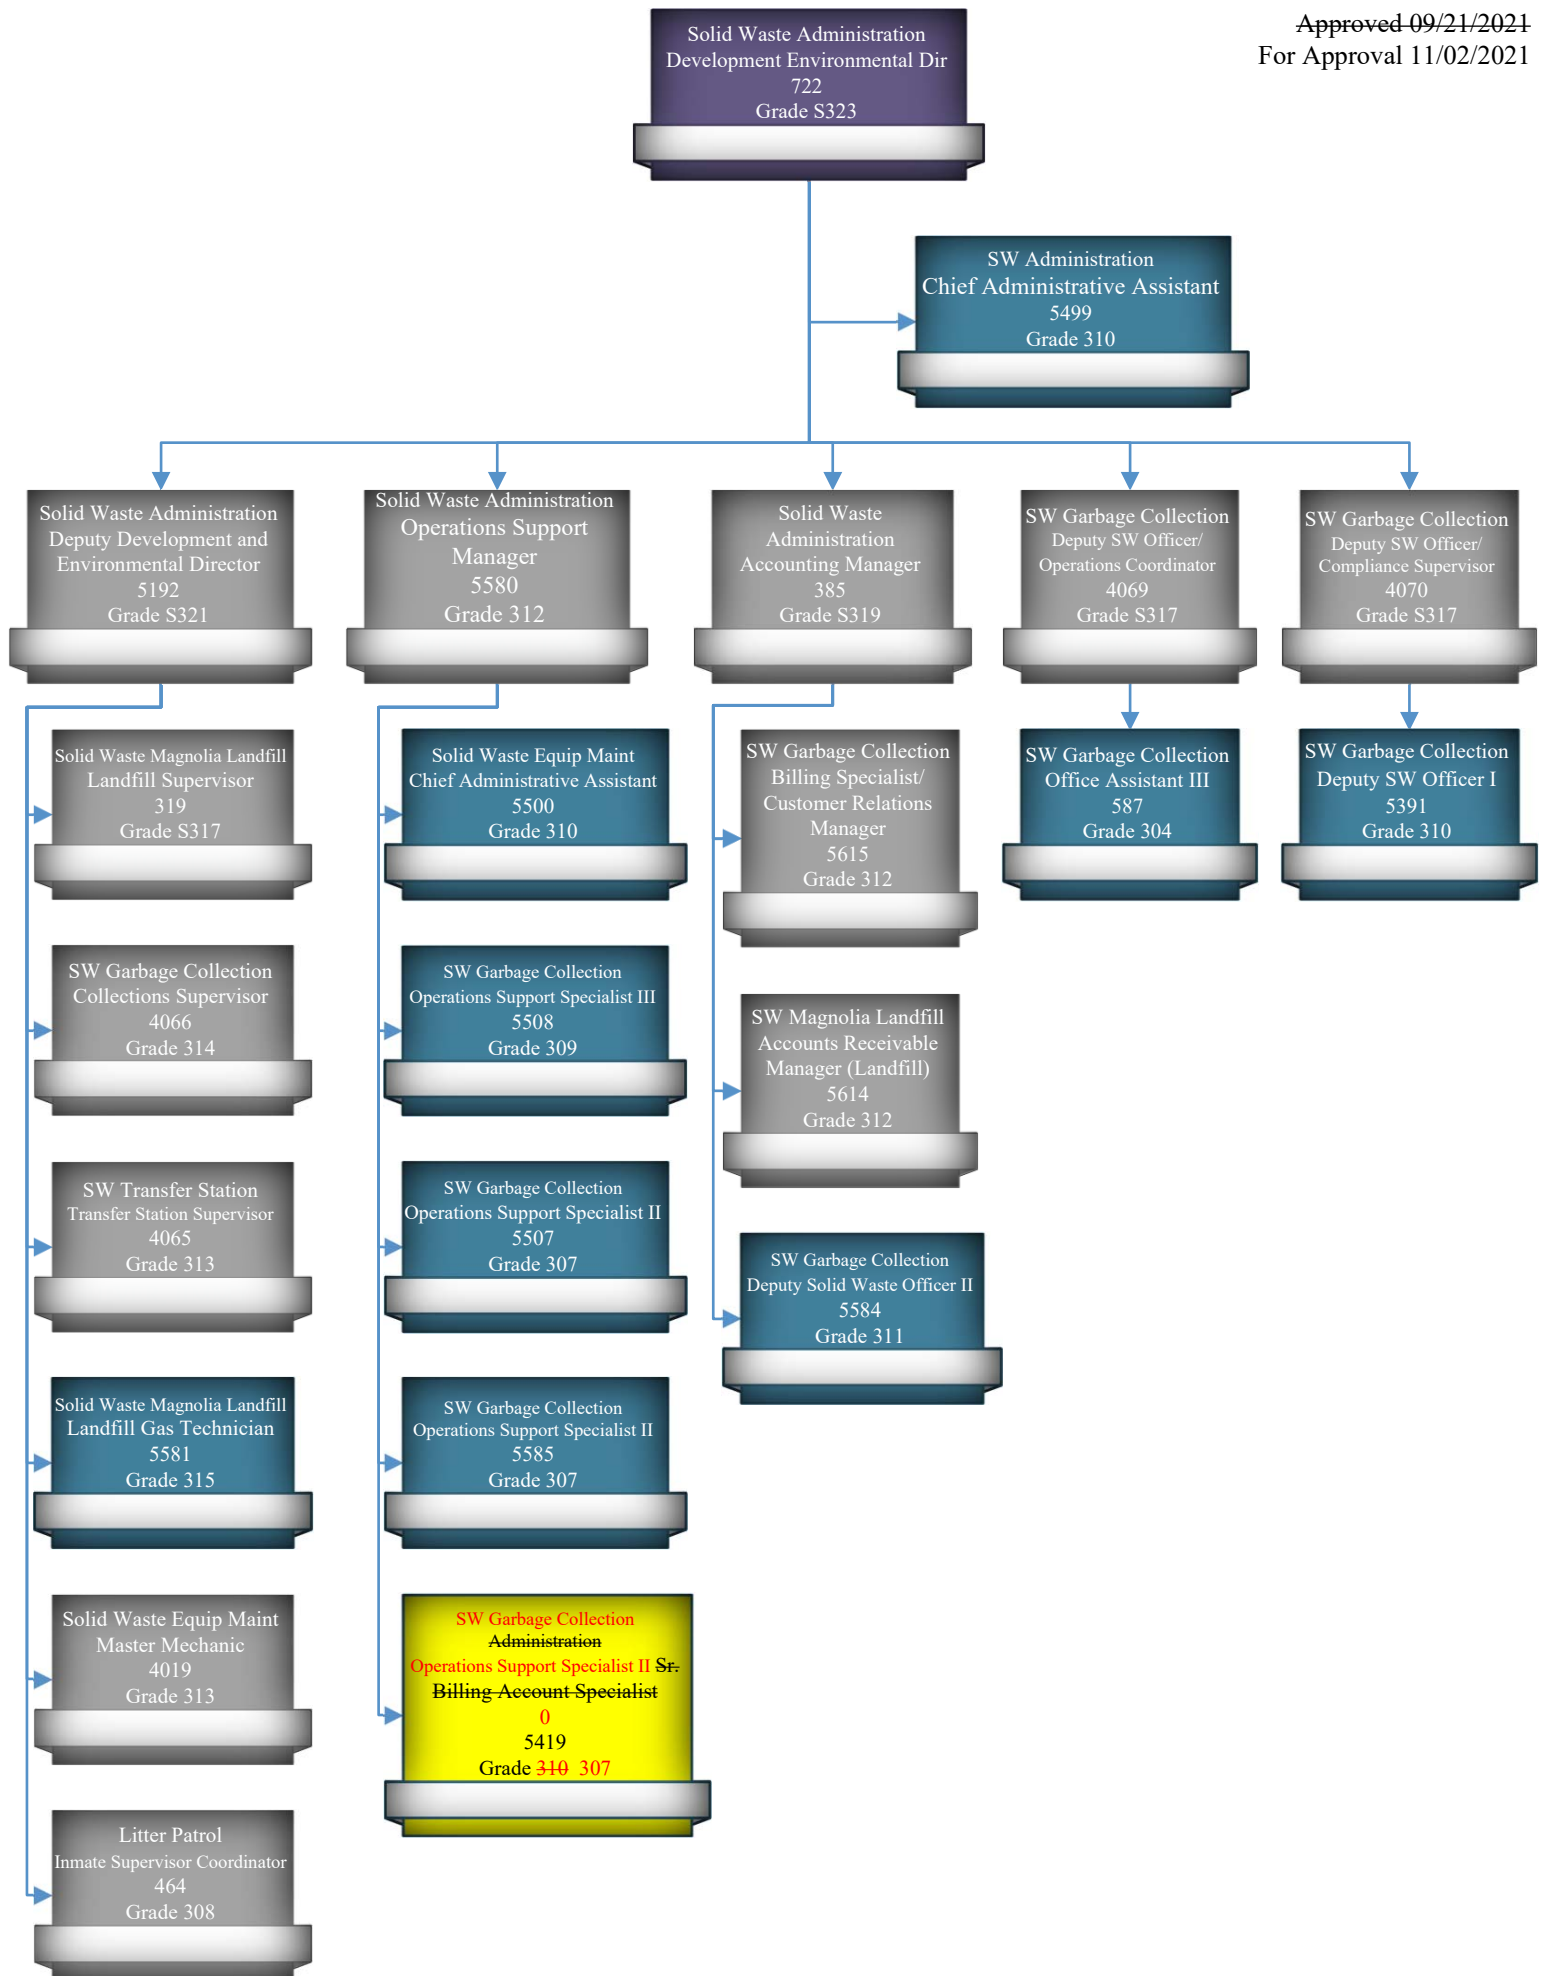 Approved 09/21/2021
For Approval 11/02/2021
Solid Waste Administration
Development Environmental Dir
722
Grade S323
SW Administration
Chief Administrative Assistant
5499
Grade 310
Solid Waste Administration
Deputy Development and
Environmental Director
5192
Grade S321
Solid Waste Administration
Operations Support
Manager
5580
Grade 312
Solid Waste
Administration
Accounting Manager
385
Grade S319
SW Garbage Collection
Deputy SW Officer/
Operations Coordinator
4069
Grade S317
SW Garbage Collection
Deputy SW Officer/
Compliance Supervisor
4070
Grade S317
Solid Waste Magnolia Landfill
Landfill Supervisor
319
Grade S317
SW Garbage Collection
Collections Supervisor
4066
Grade 314
SW Transfer Station
Transfer Station Supervisor
4065
Grade 313
Solid Waste Magnolia Landfill
Landfill Gas Technician
5581
Grade 315
Solid Waste Equip Maint
Master Mechanic
4019
Grade 313
Litter Patrol
Inmate Supervisor Coordinator
464
Grade 308
Solid Waste Equip Maint
Chief Administrative Assistant
5500
Grade 310
SW Garbage Collection
Operations Support Specialist III
5508
Grade 309
SW Garbage Collection
Operations Support Specialist II
5507
Grade 307
SW Garbage Collection
Operations Support Specialist II
5585
Grade 307
SW Garbage Collection
Administration
Operations Support Specialist II Sr.
Billing Account Specialist
0
5419
Grade 310 307
SW Garbage Collection
Billing Specialist/
Customer Relations
Manager
5615
Grade 312
SW Magnolia Landfill
Accounts Receivable
Manager (Landfill)
5614
Grade 312
SW Garbage Collection
Deputy Solid Waste Officer II
5584
Grade 311
SW Garbage Collection
Office Assistant III
587
Grade 304
SW Garbage Collection
Deputy SW Officer I
5391
Grade 310